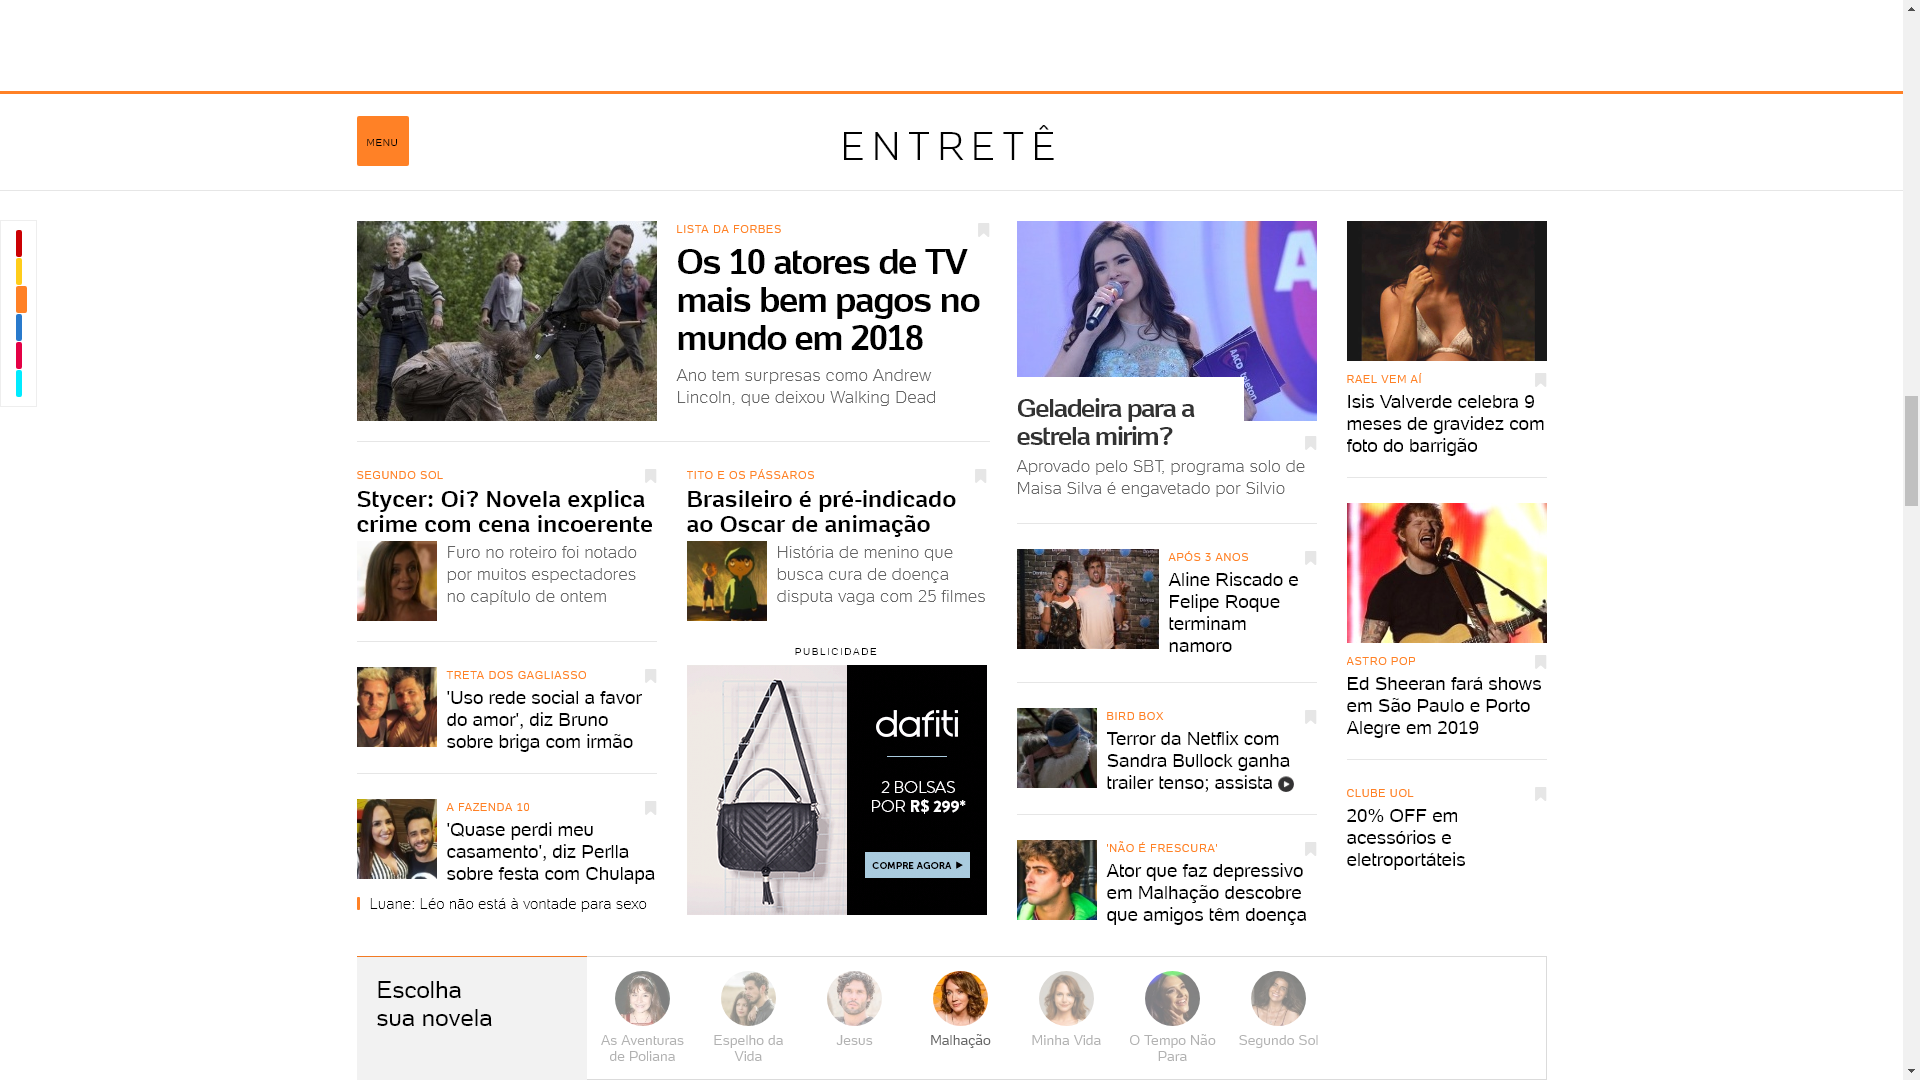 MENU
ENTRETÊ
LISTA DA FORBES
Os 10 atores de TV
mais bem pagos no
mundo em 2018
Ano tem surpresas como Andrew
Lincoln, que deixou Walking Dead
SEGUNDO SOL
Stycer: Oi? Novela explica
crime com cena incoerente
Furo no roteiro foi notado
por muitos espectadores
no capítulo de ontem
TITO E OS PÁSSAROS
Brasileiro é pré-indicado
ao Oscar de animação
História de menino que
busca cura de doença
disputa vaga com 25 filmes
TRETA DOS GAGLIASSO
'Uso rede social a favor
do amor', diz Bruno
sobre briga com irmão
A FAZENDA 10
'Quase perdi meu
casamento', diz Perlla
sobre festa com Chulapa
Luane: Léo não está à vontade para sexo
PUBLICIDADE
dafiti
2 BOLSAS
POR R$ 299*
COMPRE AGORA
AACD
teleton
Geladeira para a
estrela mirim?
Aprovado pelo SBT, programa solo de
Maisa Silva é engavetado por Silvio
APÓS 3 ANOS
Aline Riscado e
Felipe Roque
terminam
namoro
BIRD BOX
Terror da Netflix com
Sandra Bullock ganha
trailer tenso; assista
'NÃO É FRESCURA'
Ator que faz depressivo
em Malhação descobre
que amigos têm doença
RAEL VEM AÍ
Isis Valverde celebra 9
meses de gravidez com
foto do barrigão
ASTRO POP
Ed Sheeran fará shows
em São Paulo e Porto
Alegre em 2019
CLUBE UOL
20% OFF em
acessórios e
eletroportáteis
Escolha
sua novela
As Aventuras
de Poliana
Espelho da
Vida
Jesus
Malhação
Minha Vida
O Tempo Não
Para
Segundo Sol